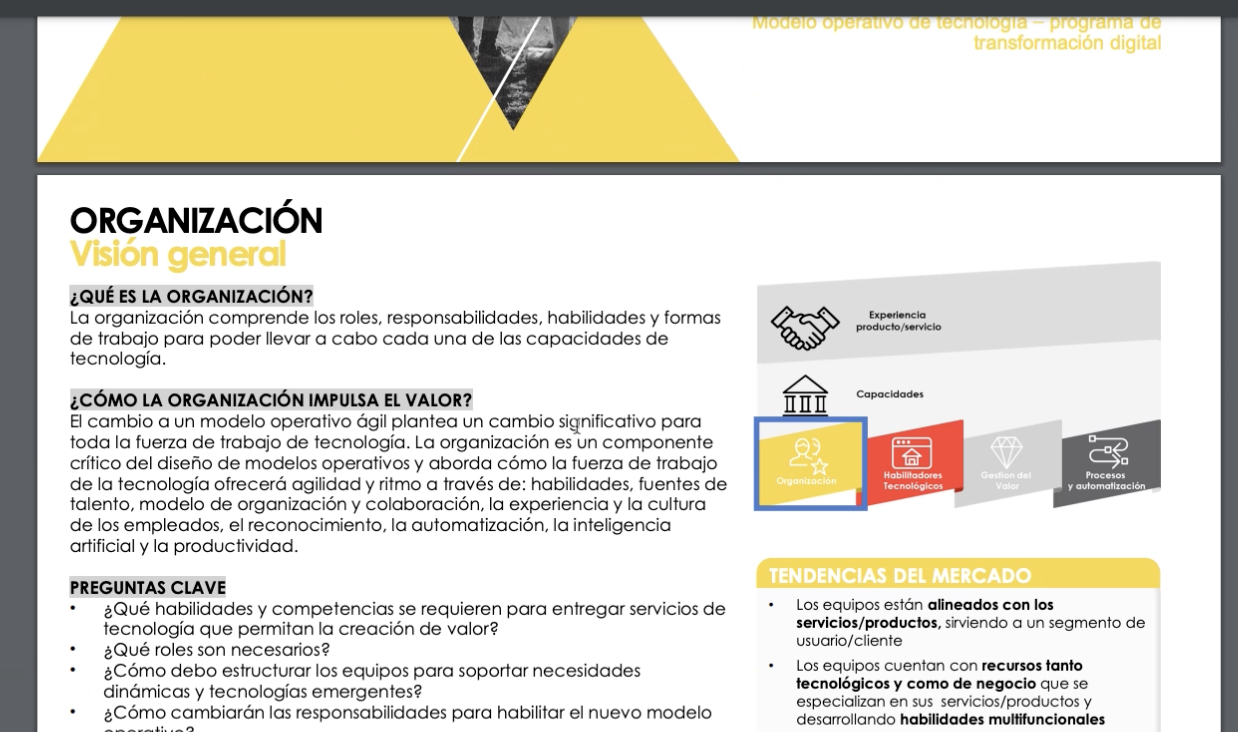 Modelo operativo de tecnología – programa de
transformación digital
ORGANIZACIÓN
Visión general
¿QUÉ ES LA ORGANIZACIÓN?
La organización comprende los roles, responsabilidades, habilidades y formas
de trabajo para poder llevar a cabo cada una de las capacidades de
tecnología.
¿CÓMO LA ORGANIZACIÓN IMPULSA EL VALOR?
El cambio a un modelo operativo ágil plantea un cambio significativo para
toda la fuerza de trabajo de tecnología. La organización es un componente
crítico del diseño de modelos operativos y aborda cómo la fuerza de trabajo
de la tecnología ofrecerá agilidad y ritmo a través de: habilidades, fuentes de
talento, modelo de organización y colaboración, la experiencia y la cultura
de los empleados, el reconocimiento, la automatización, la inteligencia
artificial y la productividad.
PREGUNTAS CLAVE
• ¿Qué habilidades y competencias se requieren para entregar servicios de
tecnología que permitan la creación de valor?
• ¿Qué roles son necesarios?
• ¿Cómo debo estructurar los equipos para soportar necesidades
dinámicas y tecnologías emergentes?
• ¿Cómo cambiarán las responsabilidades para habilitar el nuevo modelo
operativo?
Experiencia
producto/servicio
Capacidades
Organización
Habilitadores
Tecnológicos
Gestion del
Valor
Procesos
y automatización
TENDENCIAS DEL MERCADO
• Los equipos están alineados con los
servicios/productos, sirviendo a un segmento de
usuario/cliente
• Los equipos cuentan con recursos tanto
tecnológicos y como de negocio que se
especializan en sus servicios/productos y
desarrollando habilidades multifuncionales